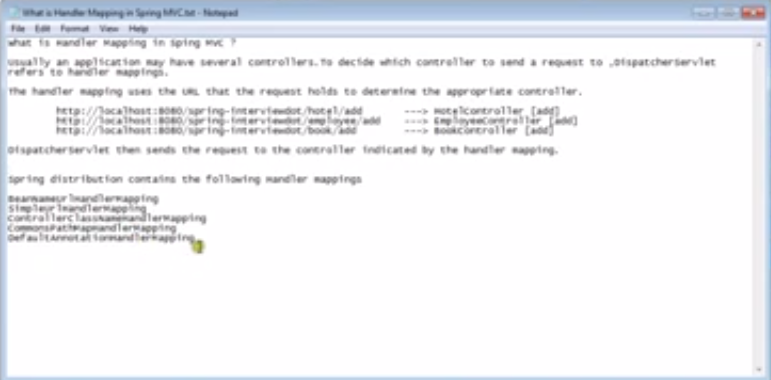 What is Handler Mapping in Spring MVC.txt - Notepad
File Edit Format View Help
What is Handler Mapping in Sping MVC ?
Usually an application may have several controllers.To decide which controller to send a request to ,DispatcherServlet
refers to handler mappings.
The handler mapping uses the URL that the request holds to determine the appropriate controller.
http://localhost:8080/spring-interviewdot/hotel/add ---> HotelController [add]
http://localhost:8080/spring-interviewdot/employee/add ---> EmployeeController [add]
http://localhost:8080/spring-interviewdot/book/add ---> BookController [add]
DispatcherServlet then sends the request to the controller indicated by the handler mapping.
Spring distribution contains the following Handler mappings
BeanNameUrlHandlerMapping
SimpleUrlHandlerMapping
ControllerClassNameHandlerMapping
CommonsPathMapHandlerMapping
DefaultAnnotationHandlerMapping